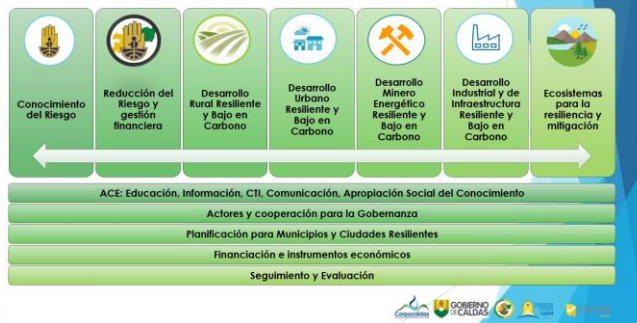 Conocimiento
del Riesgo
Reducción del
Riesgo y
gestión
financiera
Desarrollo
Rural Resiliente
y Bajo en
Carbono
Desarrollo
Urbano
Resiliente y
Bajo en
Carbono
Desarrollo
Minero
Energético
Resiliente y
Bajo en
Carbono
Desarrollo
Industrial y de
Infraestructura
Resiliente y
Bajo en
Carbono
Ecosistemas
para la
resiliencia y
mitigación
ACE: Educación, Información, CTI, Comunicación, Apropiación Social del Conocimiento
Actores y cooperación para la Gobernanza
Planificación para Municipios y Ciudades Resilientes
Financiación e instrumentos económicos
Seguimiento y Evaluación
Corpocaldas
GOBIERNO
DE CALDAS
UAM